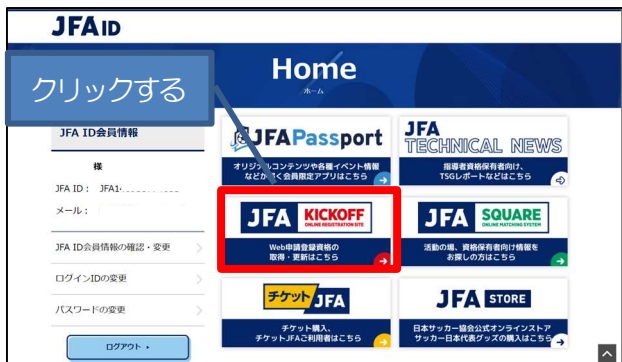 JFA ID
クリックする
Home
ホーム
JFA ID会員情報
様
JFA ID： JFA1
メール：
JFA ID会員情報の確認・変更
ログインIDの変更
パスワードの変更
ログアウト
JFAPassport
オリジナルコンテンツや各種イベント情報
などが く会員限定アプリはこちら
JFA
TECHNICAL NEWS
指導者資格保有者向け、
TSGレポートなどはこちら
JFA KICKOFF
ONLINE REGISTRATION SITE
Web申請登録資格の
取得・更新はこちら
JFA SQUARE
ONLINE MATCHING SYSTEM
活動の場、資格保有者向け情報を
お探しの方はこちら
チケットJFA
チケット購入、
チケットJFAご利用者はこちら
JFA STORE
日本サッカー協会公式オンラインストア
サッカー日本代表グッズの購入はこちら